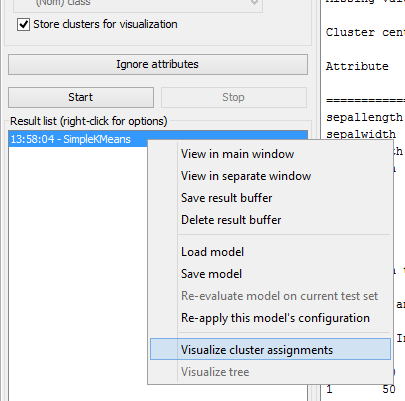 (Nom) class
Store clusters for visualization
Ignore attributes
Start
Stop
Result list (right-click for options)
13:58:04 - SimpleKMeans
View in main window
View in separate window
Save result buffer
Delete result buffer
Load model
Save model
Re-evaluate model on current test set
Re-apply this model's configuration
Visualize cluster assignments
Visualize tree
Cluster cent
Attribute
============
sepallength
sepalwidth
1 50